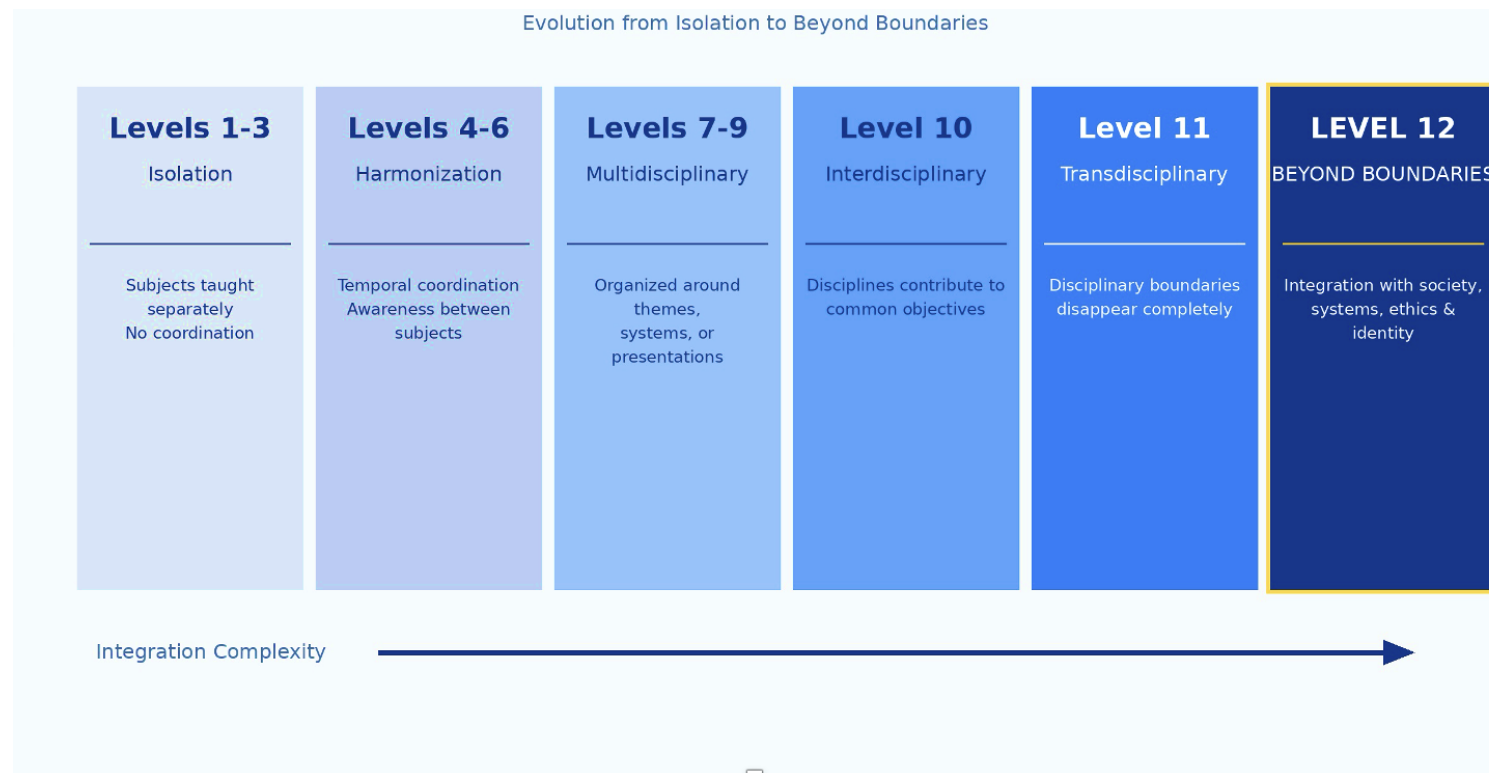 Evolution from Isolation to Beyond Boundaries
Levels 1-3
Isolation
Subjects taught
separately
No coordination
Levels 4-6
Harmonization
Temporal coordination
Awareness between
subjects
Levels 7-9
Multidisciplinary
Organized around
themes,
systems, or
presentations
Level 10
Interdisciplinary
Disciplines contribute to
common objectives
Level 11
Transdisciplinary
Disciplinary boundaries
disappear completely
LEVEL 12
BEYOND BOUNDARIES
Integration with society,
systems, ethics &
identity
Integration Complexity